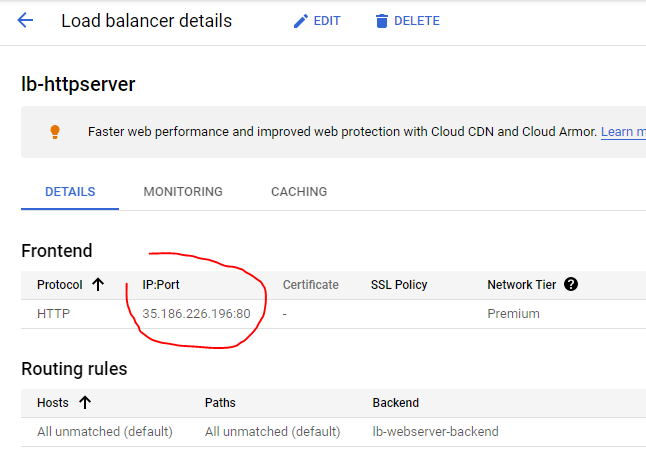 Load balancer details EDIT DELETE
lb-httpserver
Faster web performance and improved web protection with Cloud CDN and Cloud Armor. Learn m
DETAILS MONITORING CACHING
Frontend
Protocol IP:Port Certificate SSL Policy Network Tier ?
HTTP 35.186.226.196:80 - Premium
Routing rules
Hosts Paths Backend
All unmatched (default) All unmatched (default) lb-webserver-backend